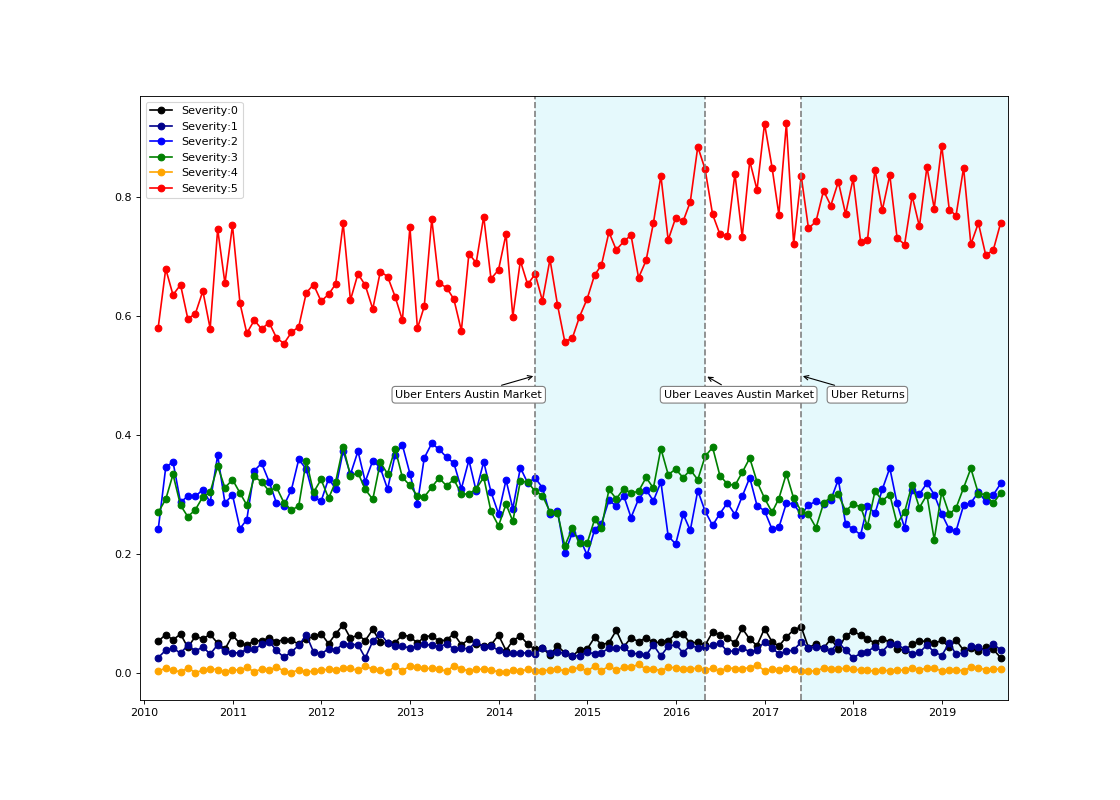 Severity:0
Severity:1
Severity:2
Severity:3
Severity:4
Severity:5
0.8
0.6
0.4
0.2
0.0
Uber Enters Austin Market
Uber Leaves Austin Market
Uber Returns
2010 2011 2012 2013 2014 2015 2016 2017 2018 2019